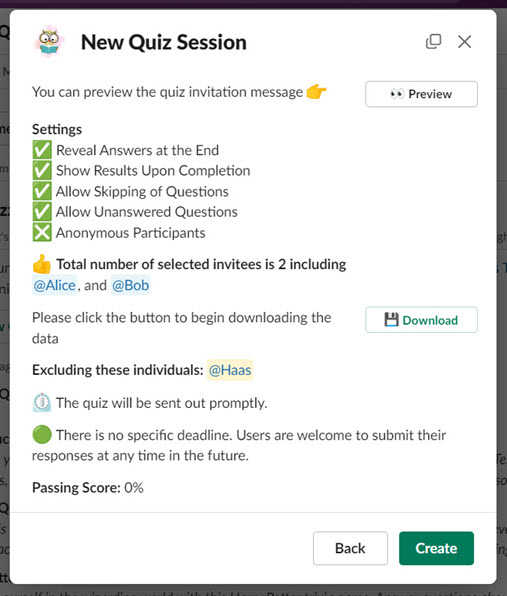 New Quiz Session
You can preview the quiz invitation message
Preview
Settings
Reveal Answers at the End
Show Results Upon Completion
Allow Skipping of Questions
Allow Unanswered Questions
Anonymous Participants
Total number of selected invitees is 2 including
@Alice, and @Bob
Please click the button to begin downloading the
data
Download
Excluding these individuals: @Haas
The quiz will be sent out promptly.
There is no specific deadline. Users are welcome to submit their
responses at any time in the future.
Passing Score: 0%
Back
Create